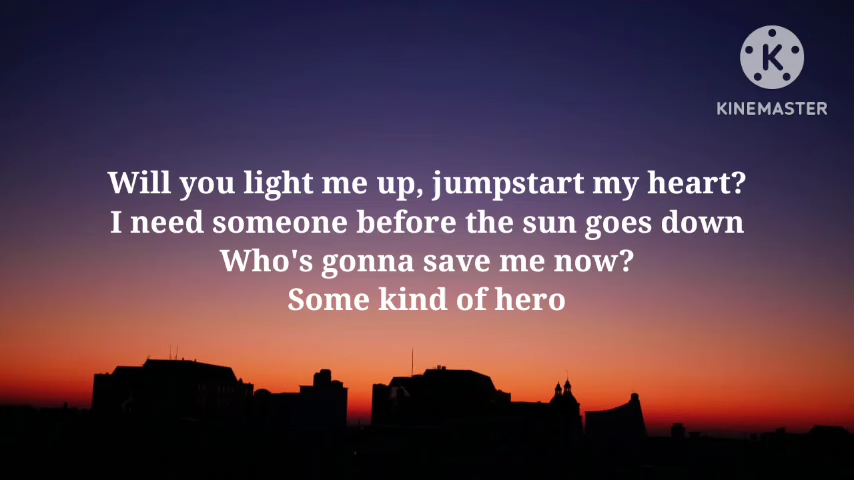 K
KINEMASTER
Will you light me up, jumpstart my heart?
I need someone before the sun goes down
Who's gonna save me now?
Some kind of hero